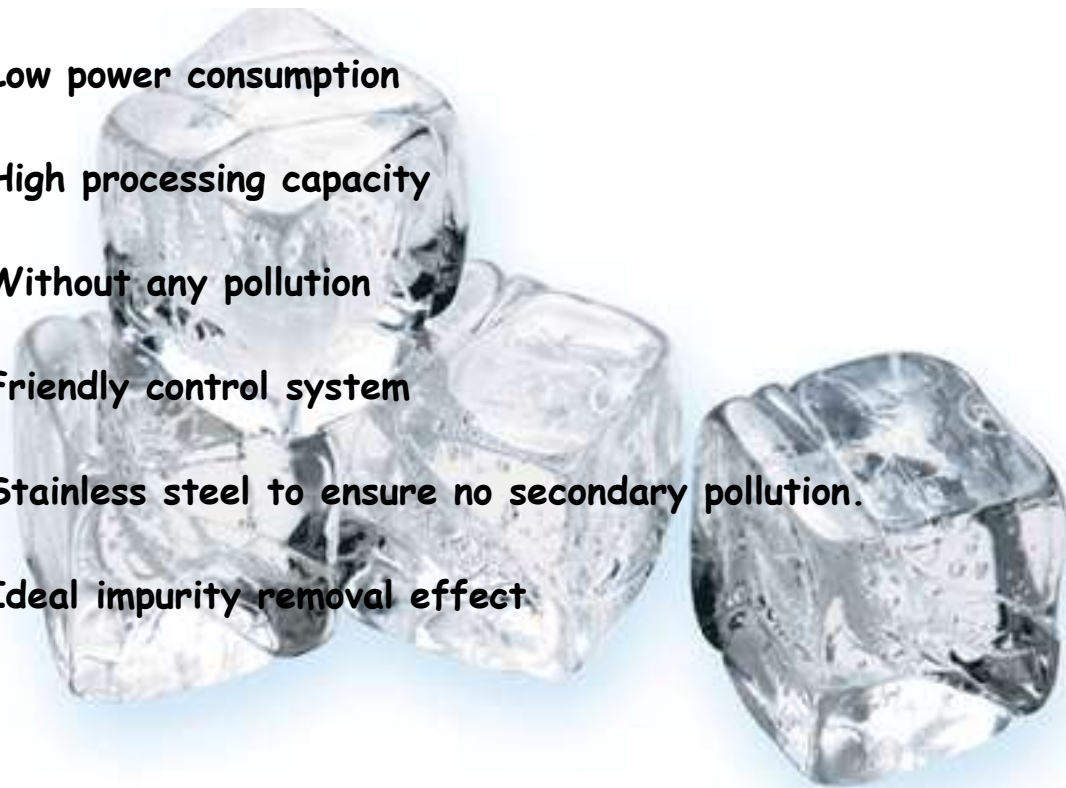 Low power consumption
High processing capacity
Without any pollution
Friendly control system
Stainless steel to ensure no secondary pollution.
Ideal impurity removal effect